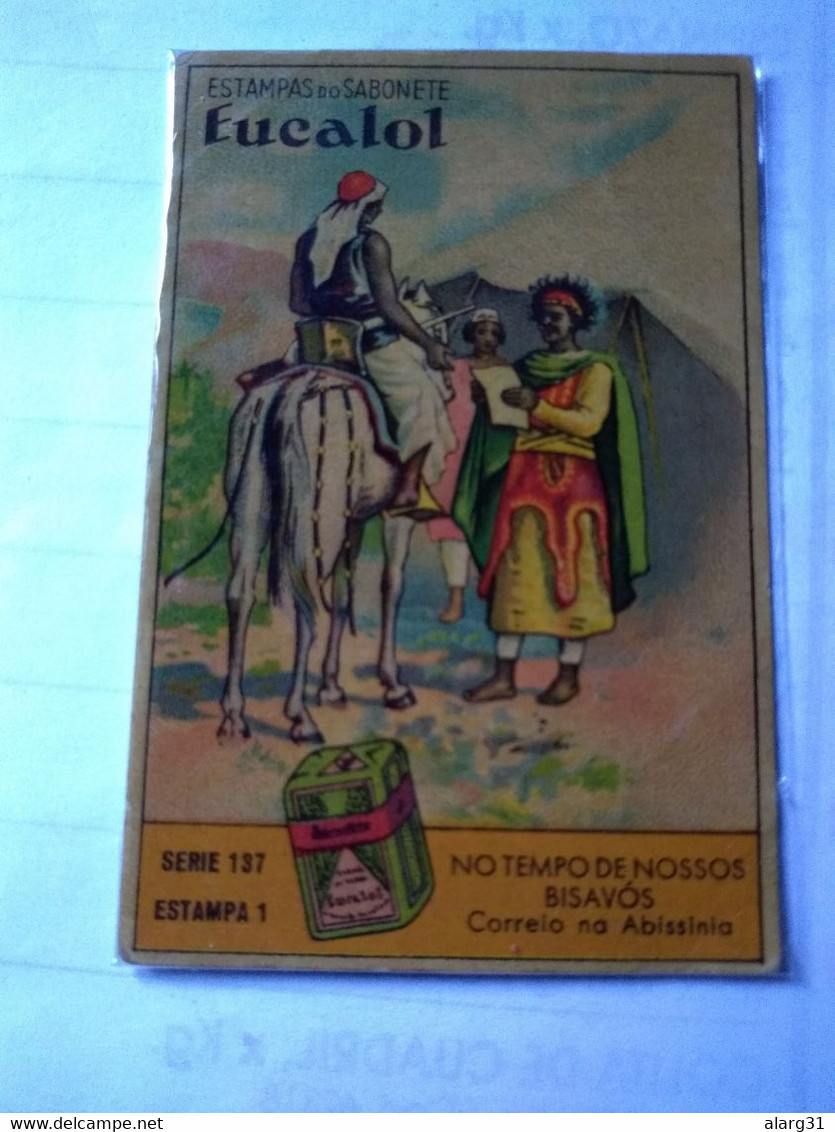 ESTAMPAS DO SABONETE
Eucalol
SERIE 137
ESTAMPA 1
Eucalol
NO TEMPO DE NOSSOS
BISAVÓS
Correio na Abissinia
delcampe.net
alarg31